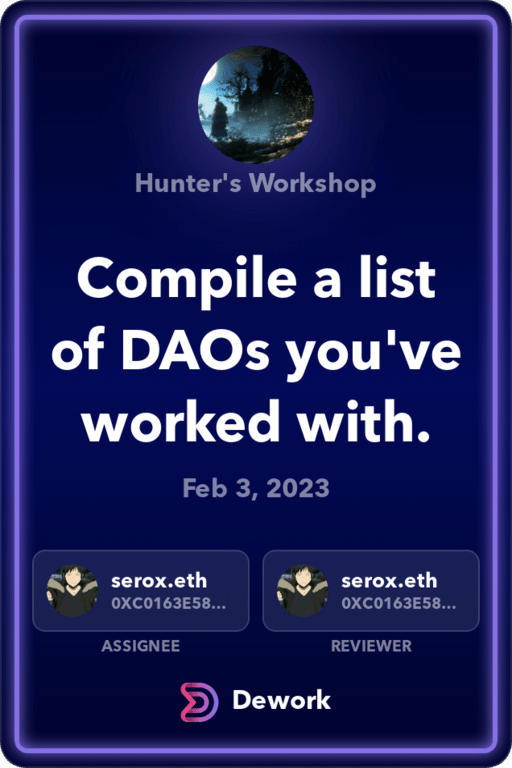 Hunter's Workshop
Compile a list
of DAOs you've
worked with.
Feb 3, 2023
serox.eth
0XC0163E58...
ASSIGNEE
serox.eth
0XC0163E58...
REVIEWER
Dework